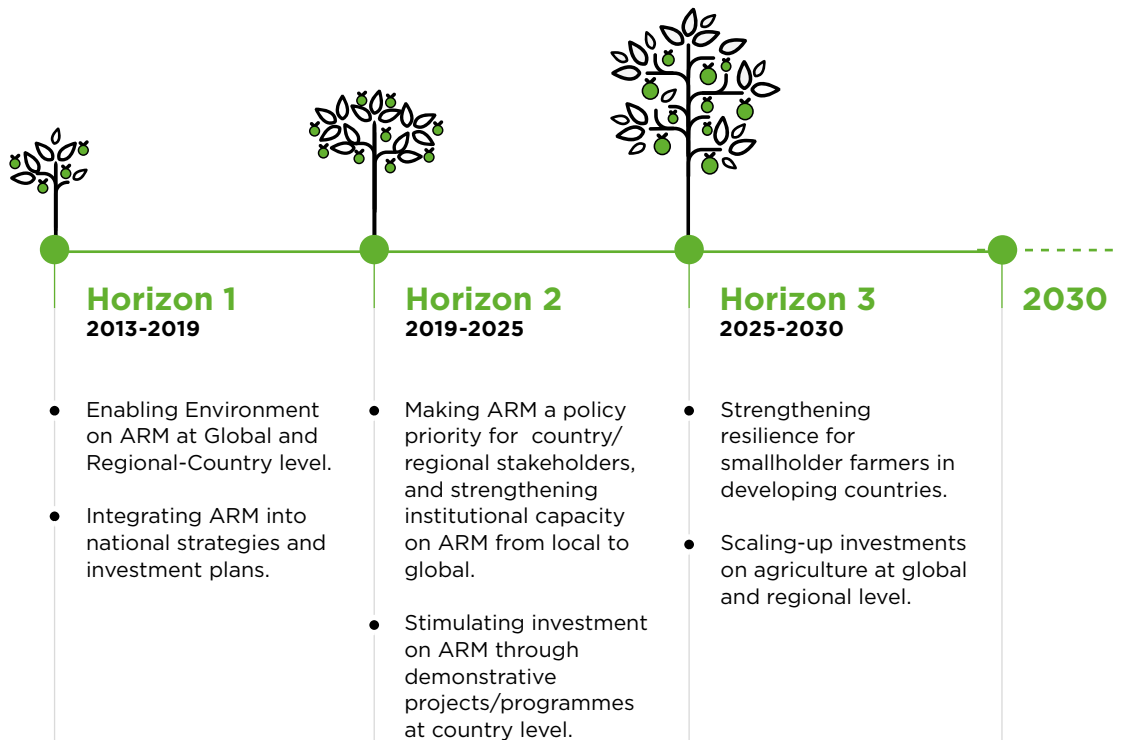 Horizon 1
2013-2019
• Enabling Environment
on ARM at Global and
Regional-Country level.
• Integrating ARM into
national strategies and
investment plans.
Horizon 2
2019-2025
• Making ARM a policy
priority for  country/
regional stakeholders,
and strengthening
institutional capacity
on ARM from local to
global.
• Stimulating investment
on ARM through
demonstrative
projects/programmes
at country level.
Horizon 3
2025-2030
• Strengthening
resilience for
smallholder farmers in
developing countries.
• Scaling-up investments
on agriculture at global
and regional level.
2030